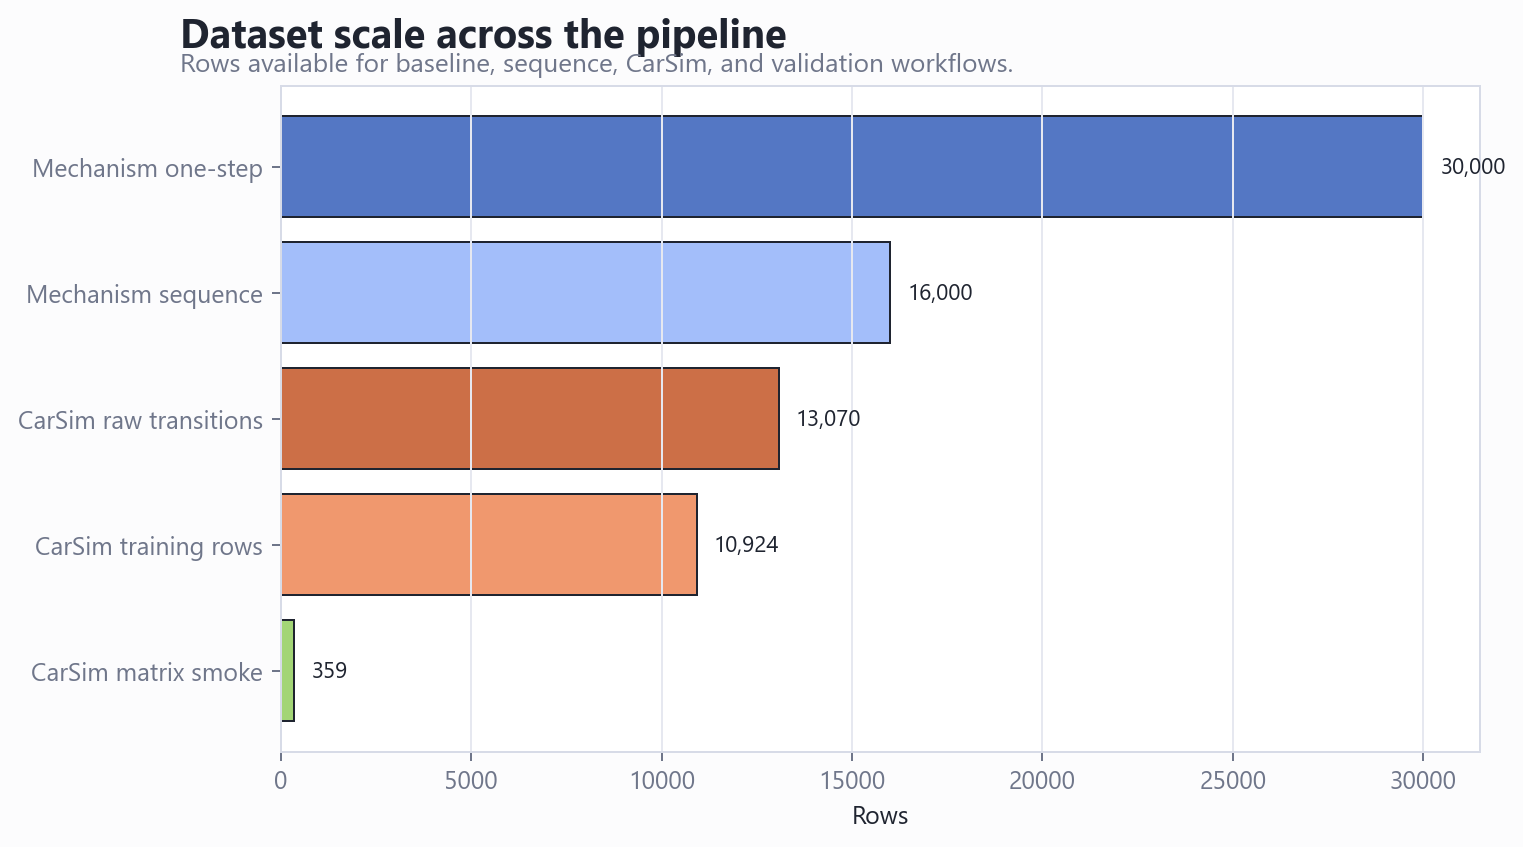 Dataset scale across the pipeline
Rows available for baseline, sequence, CarSim, and validation workflows.
Mechanism one-step
30,000
Mechanism sequence
16,000
CarSim raw transitions
13,070
CarSim training rows
10,924
CarSim matrix smoke
359
0 5000 10000 15000 20000 25000 30000
Rows